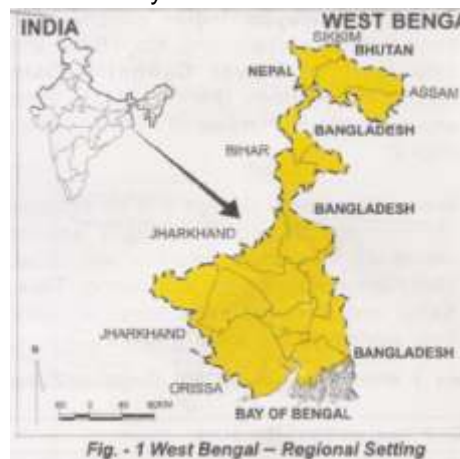 INDIA
WEST BENGA
SIKKIM
BHUTAN
NEPAL
ASSAM
BANGLADESH
BIHAR
BANGLADESH
JHARKHAND
JHARKHAND
BANGLADESH
ORISSA
BAY OF BENGAL
Fig. - 1 West Bengal – Regional Setting